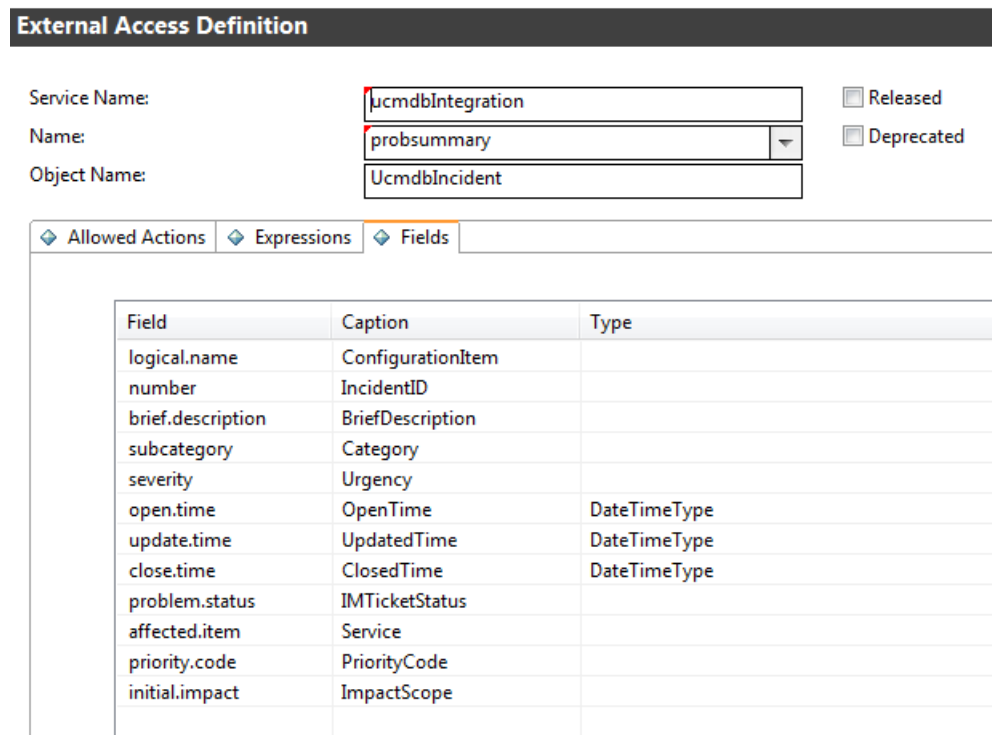 External Access Definition
Service Name: ucmdbIntegration Released
Name: probsummary Deprecated
Object Name: UcmdbIncident
Allowed Actions Expressions Fields
Field Caption Type
logical.name ConfigurationItem
number IncidentID
brief.description BriefDescription
subcategory Category
severity Urgency
open.time OpenTime DateTimeType
update.time UpdatedTime DateTimeType
close.time ClosedTime DateTimeType
problem.status IMTicketStatus
affected.item Service
priority.code PriorityCode
initial.impact ImpactScope